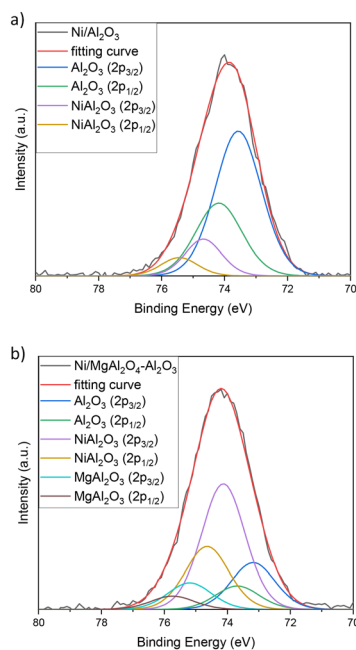 a)
Ni/Al₂O₃
fitting curve
Al₂O₃ (2p₃/₂)
Al₂O₃ (2p₁/₂)
NiAl₂O₃ (2p₃/₂)
NiAl₂O₃ (2p₁/₂)
Intensity (a.u.)
80 78 76 74 72 70
Binding Energy (eV)
b)
Ni/MgAl₂O₄-Al₂O₃
fitting curve
Al₂O₃ (2p₃/₂)
Al₂O₃ (2p₁/₂)
NiAl₂O₃ (2p₃/₂)
NiAl₂O₃ (2p₁/₂)
MgAl₂O₃ (2p₃/₂)
MgAl₂O₃ (2p₁/₂)
Intensity (a.u.)
80 78 76 74 72 70
Binding Energy (eV)